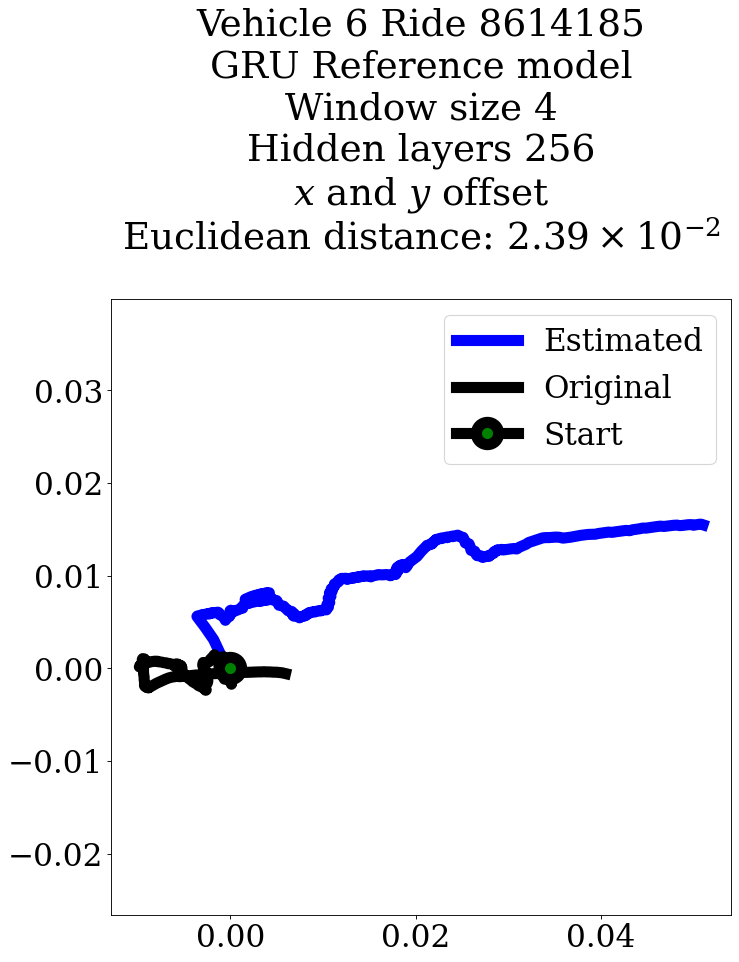 Vehicle 6 Ride 8614185
GRU Reference model
Window size 4
Hidden layers 256
x and y offset
Euclidean distance: 2.39 × 10⁻²
Estimated
Original
Start
0.03
0.02
0.01
0.00
−0.01
−0.02
0.00 0.02 0.04